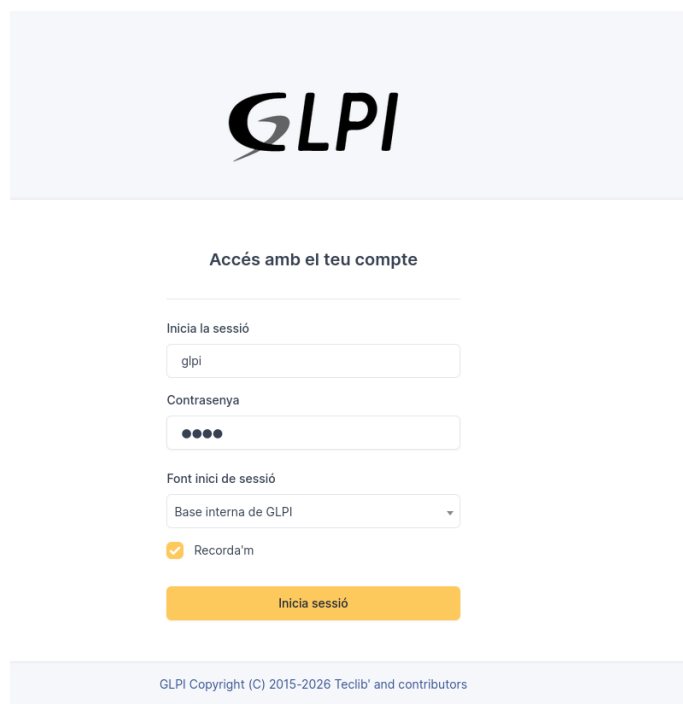 GLPI
Accés amb el teu compte
Inicia la sessió
glpi
Contrasenya
●●●●
Font inici de sessió
Base interna de GLPI
Recorda'm
Inicia sessió
GLPI Copyright (C) 2015-2026 Teclib' and contributors